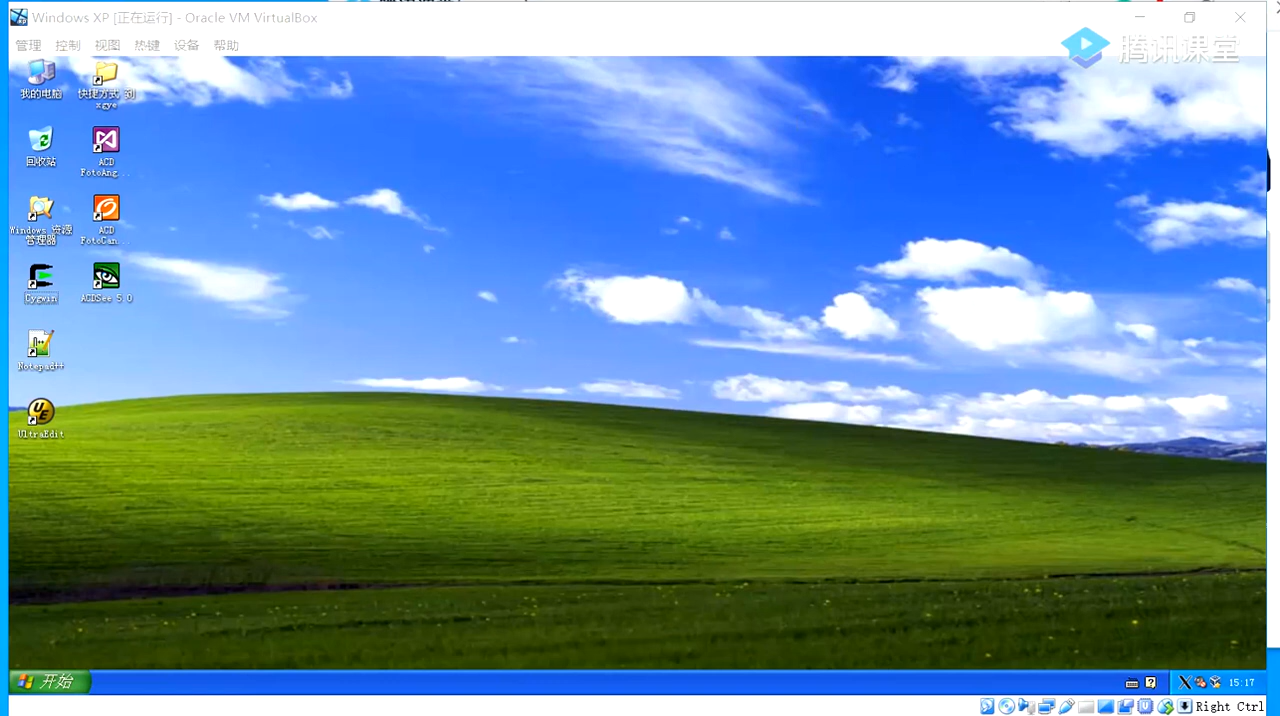 Windows XP [正在运行] - Oracle VM VirtualBox
管理 控制 视图 热键 设备 帮助
腾讯课堂
我的电脑
快捷方式 到
xgye
回收站
ACD
FotoAng...
Windows 资源
管理器
ACD
FotoCan...
Cygwin
ACDSee 5.0
Notepad++
UltraEdit
开始
15:17
Right Ctrl